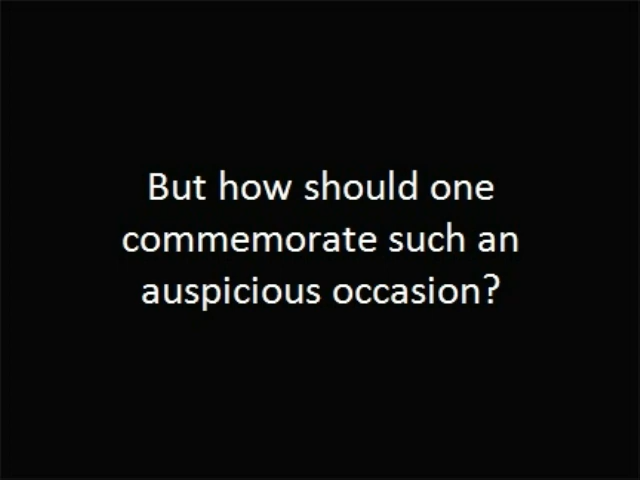 But how should one
commemorate such an
auspicious occasion?